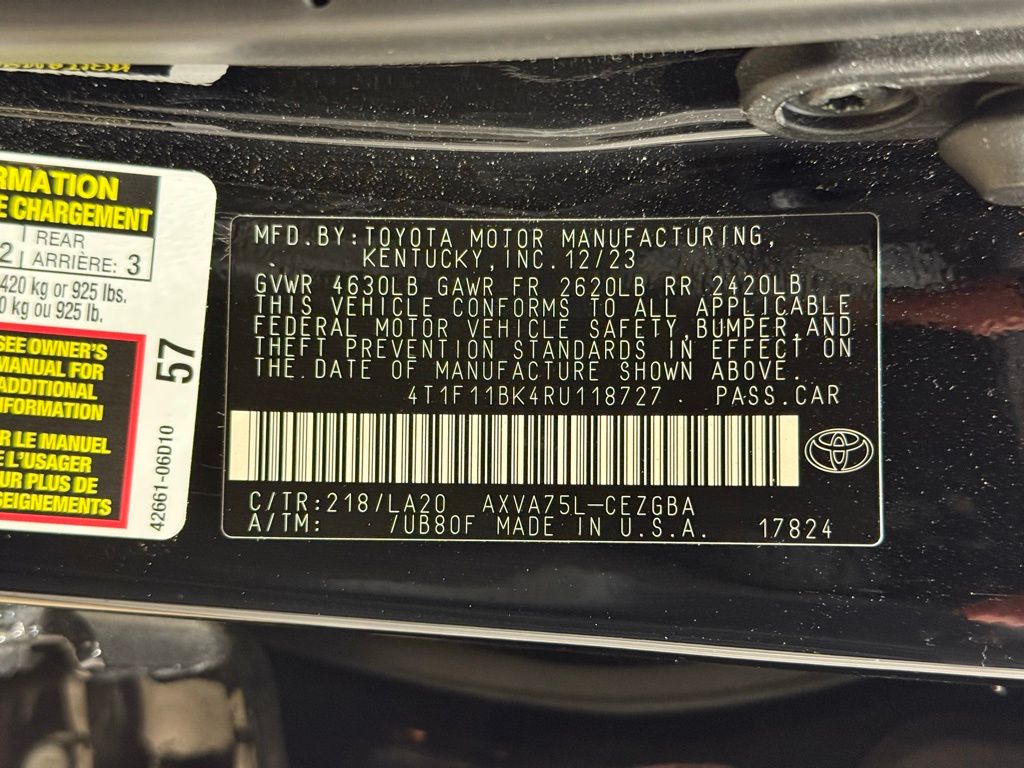 RMATION
E CHARGEMENT
2 REAR
ARRIÈRE: 3
420 kg or 925 lbs.
0 kg ou 925 lb.
SEE OWNER'S
MANUAL FOR
ADDITIONAL
INFORMATION
R LE MANUEL
E L'USAGER
UR PLUS DE
SEIGNEMENTS
57
42661-06D10
MFD.BY:TOYOTA MOTOR MANUFACTURING,
KENTUCKY, INC.12/23
GVWR 4630LB GAWR FR 2620LB RR 2420LB
THIS VEHICLE CONFORMS TO ALL APPLICABLE
FEDERAL MOTOR VEHICLE SAFETY,BUMPER,AND
THEFT PREVENTION STANDARDS IN EFFECT ON
THE DATE OF MANUFACTURE SHOWN ABOVE.
4T1F11BK4RU118727 PASS.CAR
C/TR:218/LA20 AXVA75L-CEZGBA
A/TM: /UB80F MADE IN U.S.A. 17824